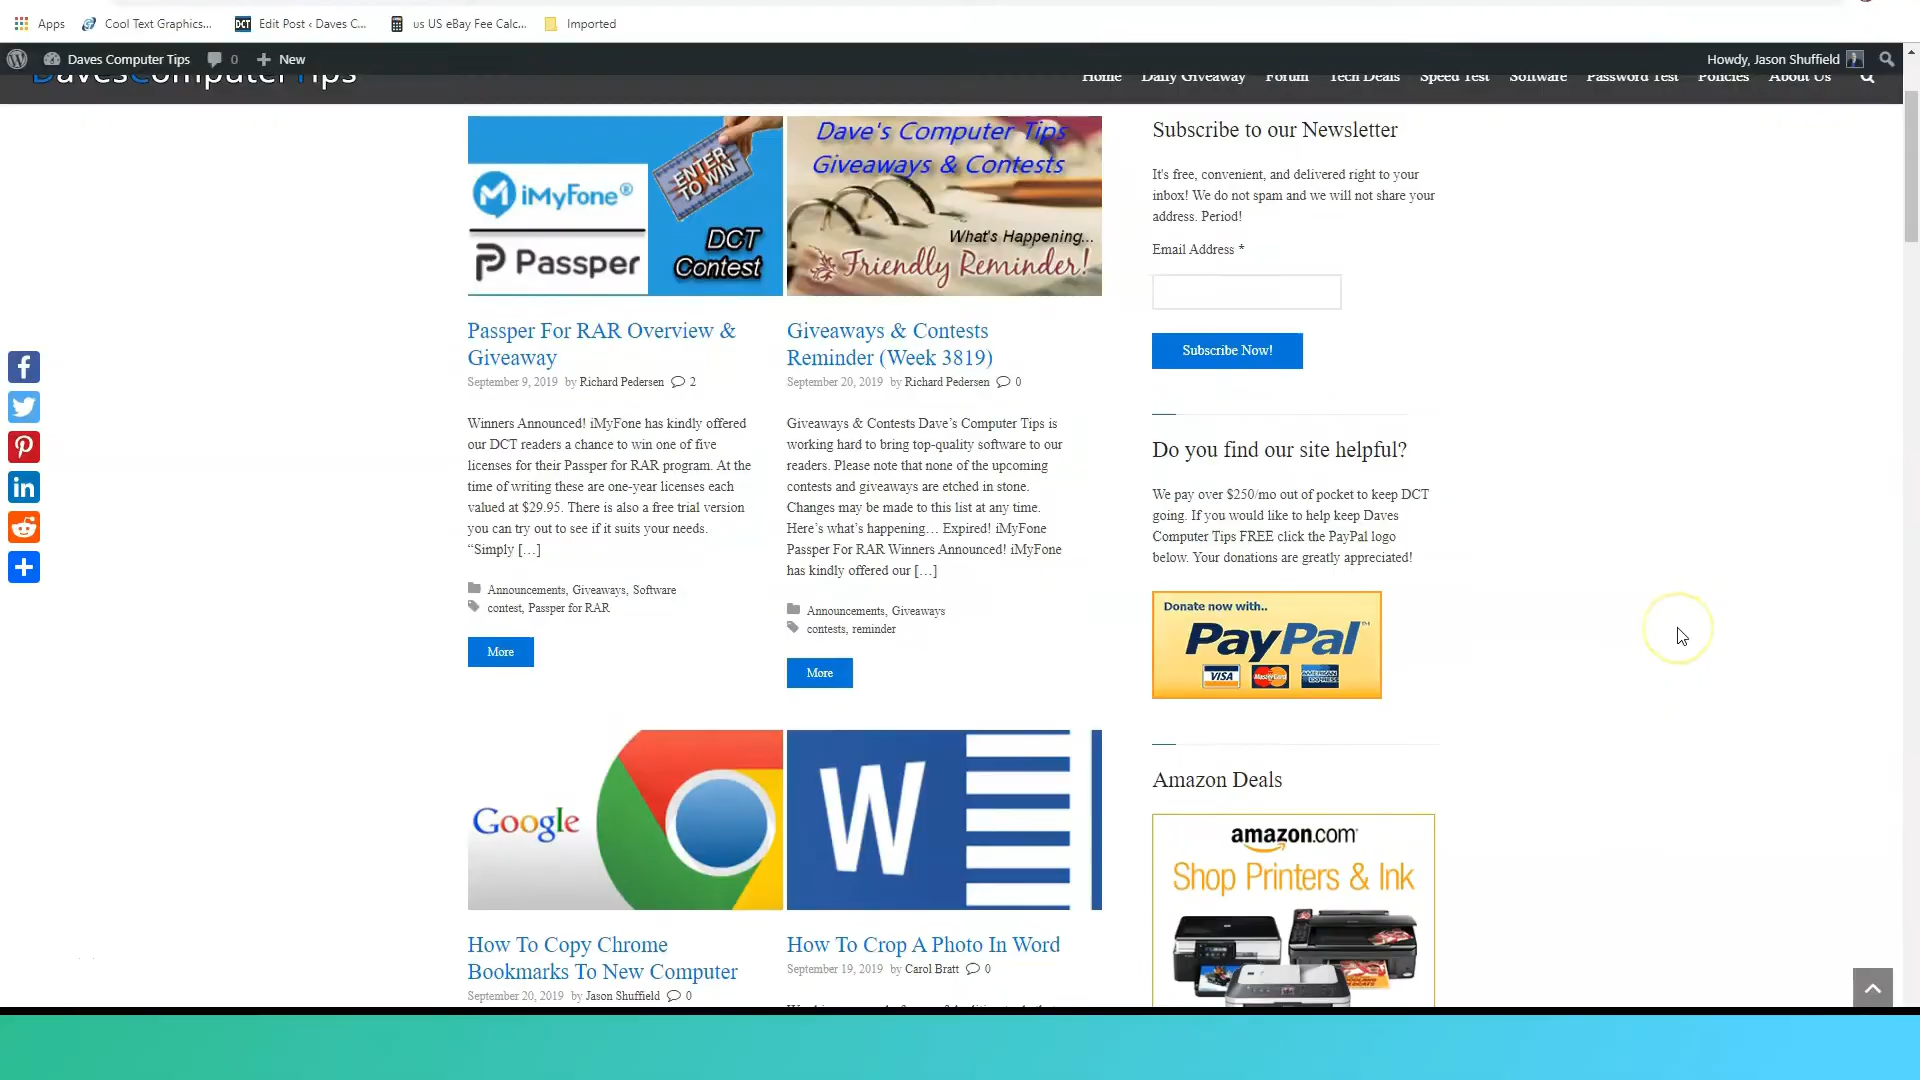 Apps
Cool Text Graphics...
Edit Post ‹ Daves C...
us US eBay Fee Calc...
Imported
Daves Computer Tips
0
New
Howdy, Jason Shuffield
DavesComputerTips
Home
Daily Giveaway
Forum
Tech Deals
Speed Test
Software
Password Test
Policies
About Us
iMyFone®
Passper
ENTER TO WIN
DCT
Contest
Dave's Computer Tips
Giveaways & Contests
What's Happening...
Friendly Reminder!
Passper For RAR Overview &
Giveaway
September 9, 2019 by Richard Pedersen 2
Winners Announced! iMyFone has kindly offered
our DCT readers a chance to win one of five
licenses for their Passper for RAR program. At the
time of writing these are one-year licenses each
valued at $29.95. There is also a free trial version
you can try out to see if it suits your needs.
“Simply […]
Announcements, Giveaways, Software
contest, Passper for RAR
More
Giveaways & Contests
Reminder (Week 3819)
September 20, 2019 by Richard Pedersen 0
Giveaways & Contests Dave’s Computer Tips is
working hard to bring top-quality software to our
readers. Please note that none of the upcoming
contests and giveaways are etched in stone.
Changes may be made to this list at any time.
Here’s what’s happening… Expired! iMyFone
Passper For RAR Winners Announced! iMyFone
has kindly offered our […]
Announcements, Giveaways
contests, reminder
More
Google
W
How To Copy Chrome
Bookmarks To New Computer
September 20, 2019 by Jason Shuffield 0
How To Crop A Photo In Word
September 19, 2019 by Carol Bratt 0
Subscribe to our Newsletter
It's free, convenient, and delivered right to your
inbox! We do not spam and we will not share your
address. Period!
Email Address *
Subscribe Now!
Do you find our site helpful?
We pay over $250/mo out of pocket to keep DCT
going. If you would like to help keep Daves
Computer Tips FREE click the PayPal logo
below. Your donations are greatly appreciated!
Donate now with..
PayPal™
VISA
MasterCard
AMERICAN EXPRESS
Amazon Deals
amazon.com
Shop Printers & Ink